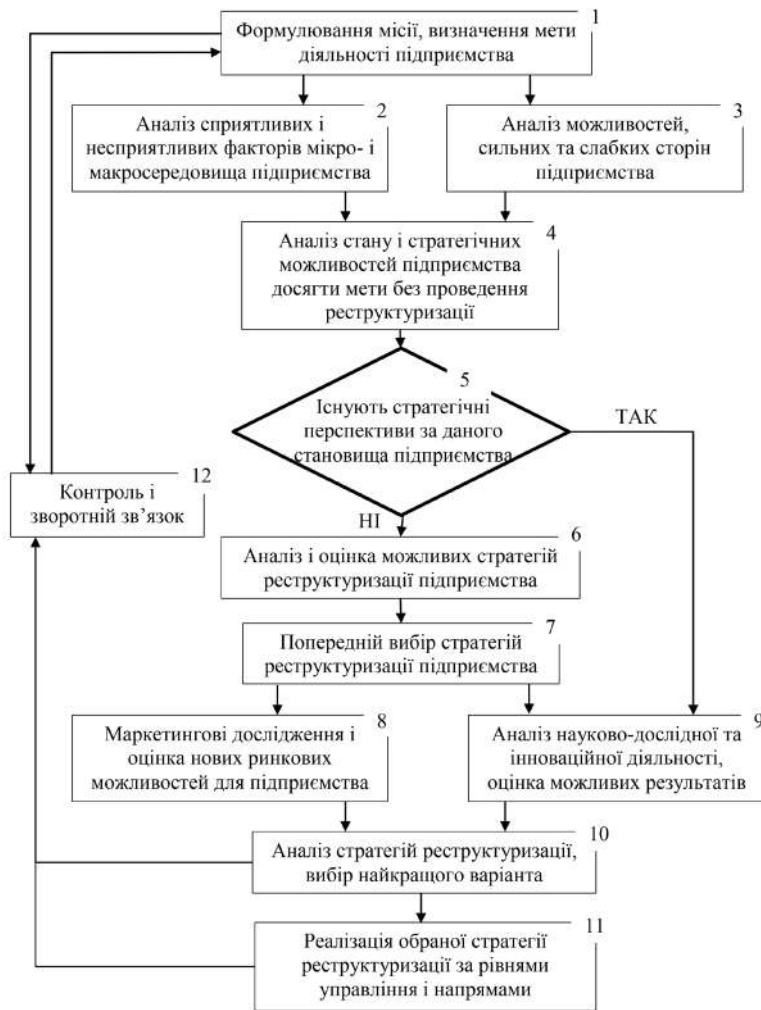 1
Формулювання місії, визначення мети
діяльності підприємства
2
Аналіз сприятливих і
несприятливих факторів мікро- і
макросередовища підприємства
3
Аналіз можливостей,
сильних та слабких сторін
підприємства
4
Аналіз стану і стратегічних
можливостей підприємства
досягти мети без проведення
реструктуризації
5
Існують стратегічні
перспективи за даного
становища підприємства
ТАК
НІ
12
Контроль і
зворотній зв’язок
6
Аналіз і оцінка можливих стратегій
реструктуризації підприємства
7
Попередній вибір стратегій
реструктуризації підприємства
8
Маркетингові дослідження і
оцінка нових ринкових
можливостей для підприємства
9
Аналіз науково-дослідної та
інноваційної діяльності,
оцінка можливих результатів
10
Аналіз стратегій реструктуризації,
вибір найкращого варіанта
11
Реалізація обраної стратегії
реструктуризації за рівнями
управління і напрямами